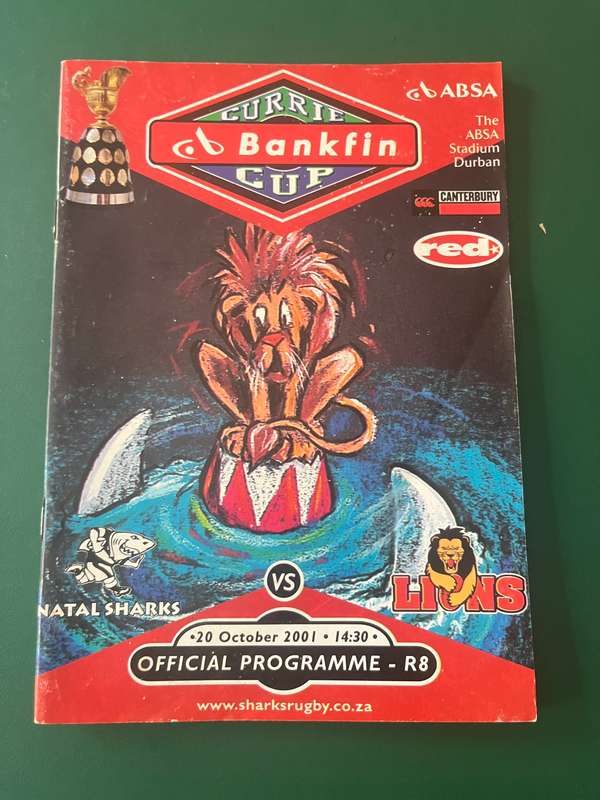 CURRIE
Bankfin
CUP
ABSA
The
ABSA
Stadium
Durban
CCC
CANTERBURY
red
NATAL SHARKS
VS
LIONS
•20 October 2001 • 14:30•
OFFICIAL PROGRAMME - R8
www.sharksrugby.co.za